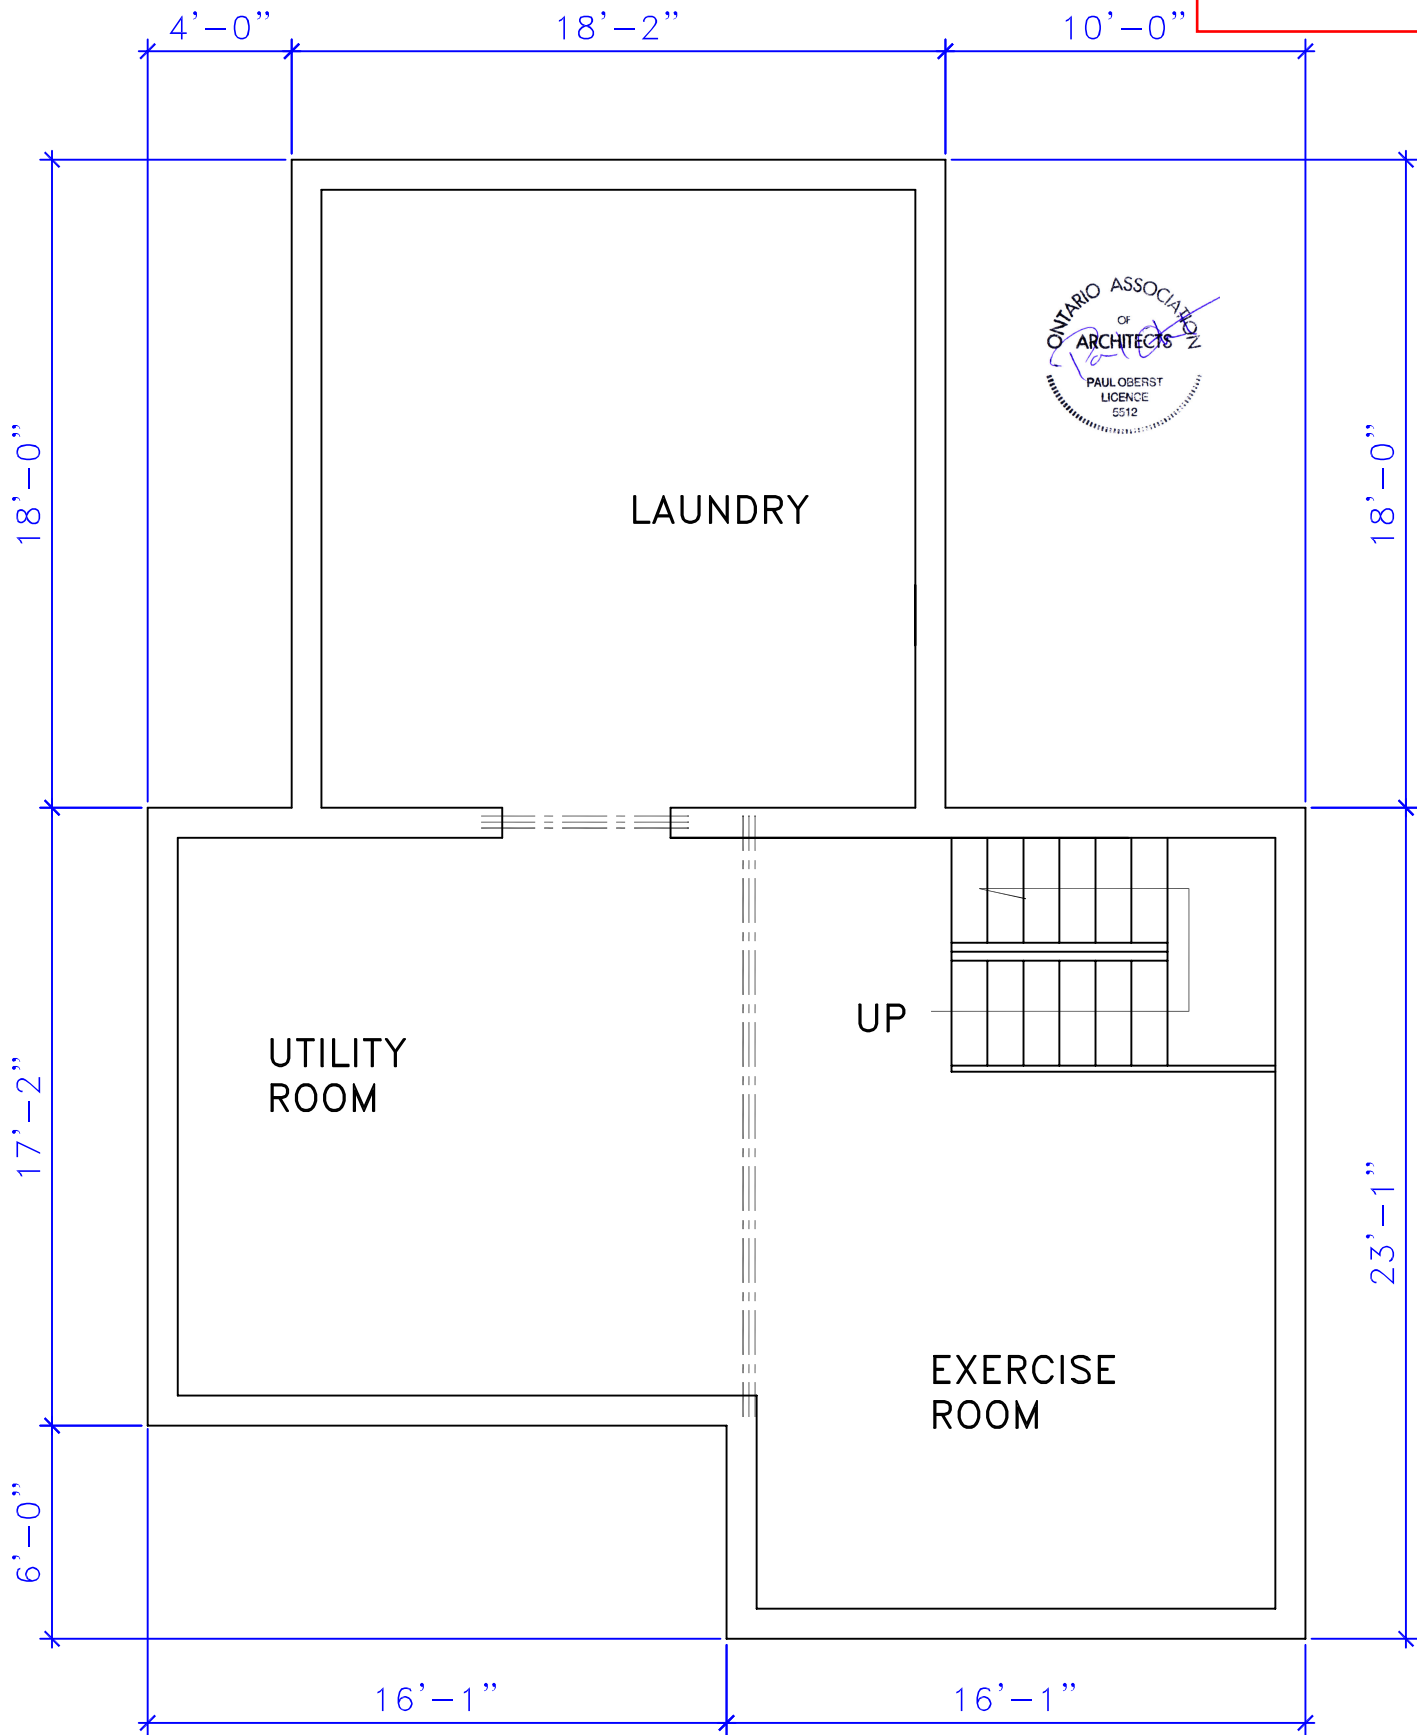 4'-0"
18'-2"
10'-0"
ONTARIO ASSOCIATION
OF
ARCHITECTS
PAUL OBERST
LICENCE
5512
18'-0"
18'-0"
LAUNDRY
UP
UTILITY
ROOM
17'-2"
23'-1"
EXERCISE
ROOM
6'-0"
16'-1"
16'-1"